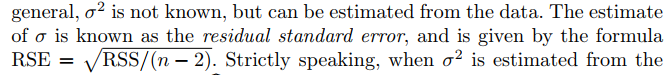 general, σ² is not known, but can be estimated from the data. The estimate
of σ is known as the residual standard error, and is given by the formula
RSE = √RSS/(n − 2). Strictly speaking, when σ² is estimated from the